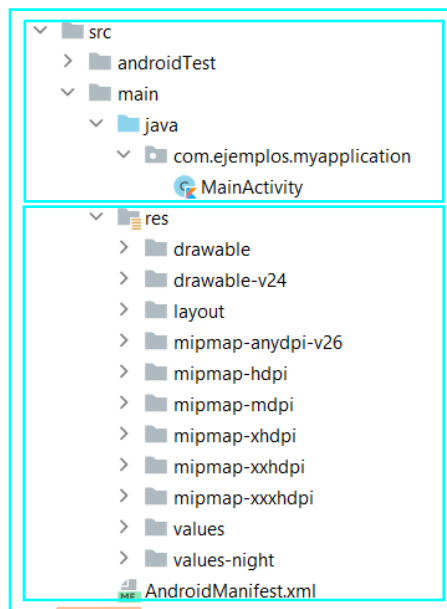 src
androidTest
main
java
com.ejemplos.myapplication
MainActivity
res
drawable
drawable-v24
layout
mipmap-anydpi-v26
mipmap-hdpi
mipmap-mdpi
mipmap-xhdpi
mipmap-xxhdpi
mipmap-xxxhdpi
values
values-night
MF AndroidManifest.xml